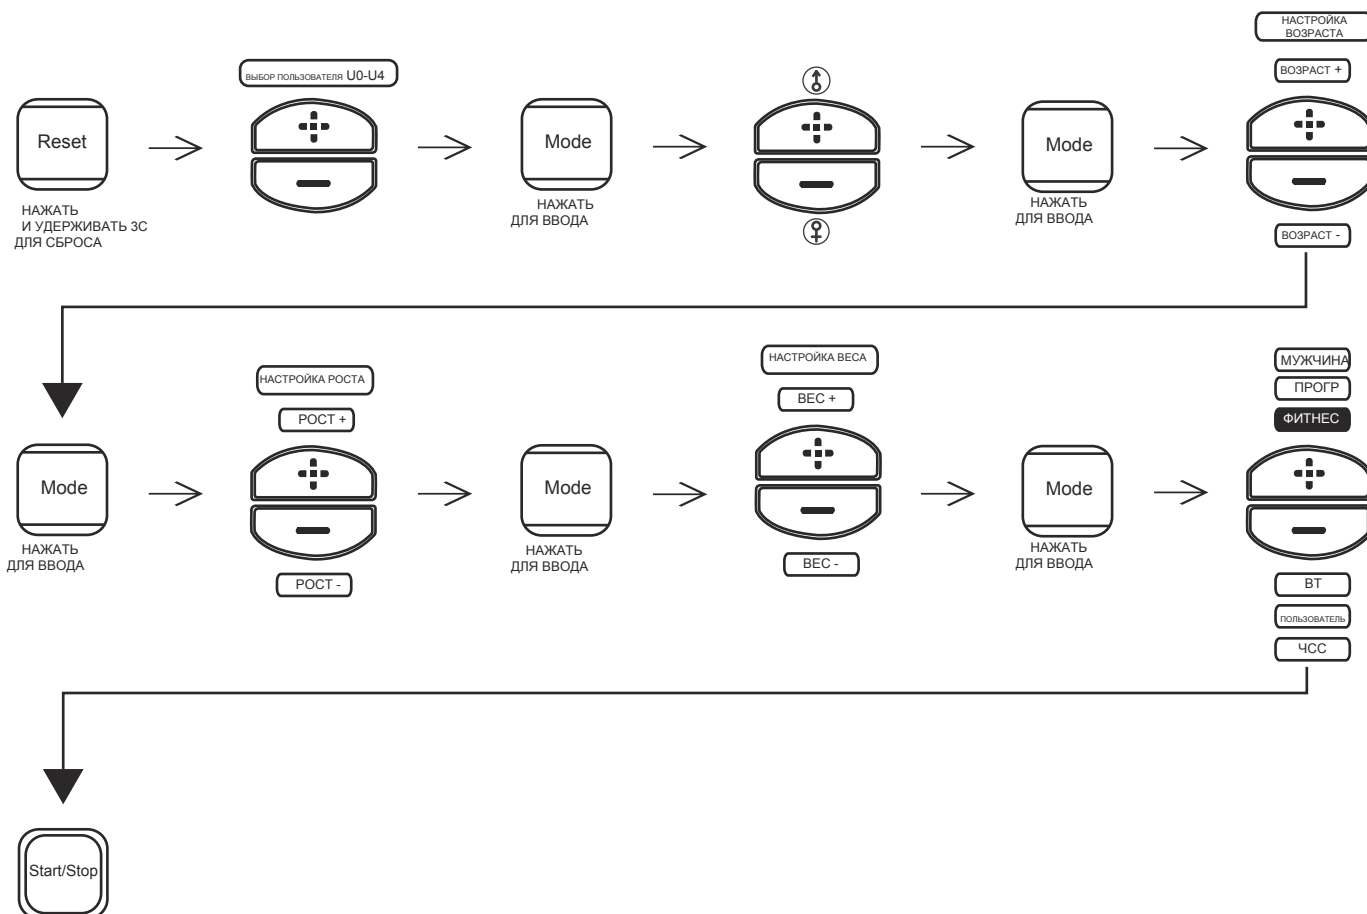 НАСТРОЙКА
ВОЗРАСТА
ВЫБОР ПОЛЬЗОВАТЕЛЯ U0-U4
ВОЗРАСТ +
Reset
Mode
Mode
НАЖАТЬ
И УДЕРЖИВАТЬ 3С
ДЛЯ СБРОСА
НАЖАТЬ
ДЛЯ ВВОДА
НАЖАТЬ
ДЛЯ ВВОДА
ВОЗРАСТ -
НАСТРОЙКА РОСТА
РОСТ +
НАСТРОЙКА ВЕСА
ВЕС +
МУЖЧИНА
ПРОГР
ФИТНЕС
Mode
Mode
Mode
НАЖАТЬ
ДЛЯ ВВОДА
РОСТ -
НАЖАТЬ
ДЛЯ ВВОДА
ВЕС -
НАЖАТЬ
ДЛЯ ВВОДА
ВТ
ПОЛЬЗОВАТЕЛЬ
ЧСС
Start/Stop